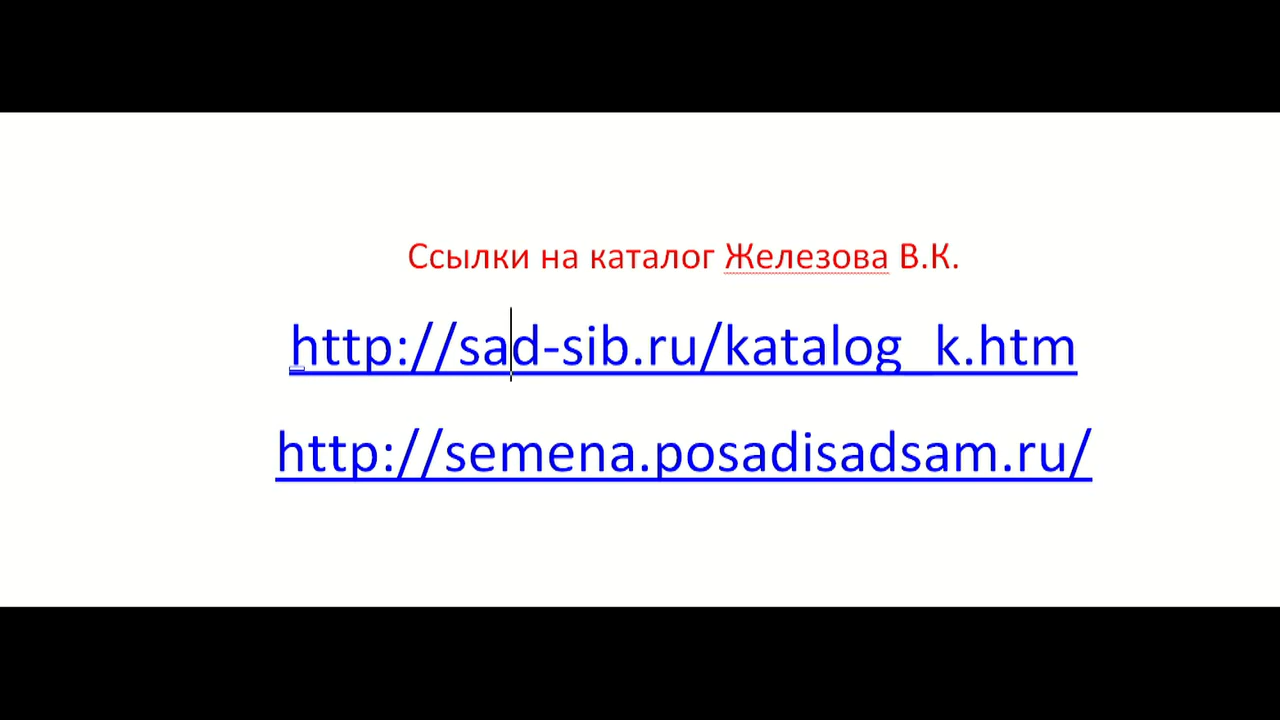 Ссылки на каталог Железова В.К.
http://sad-sib.ru/katalog_k.htm
http://semena.posadisadsam.ru/